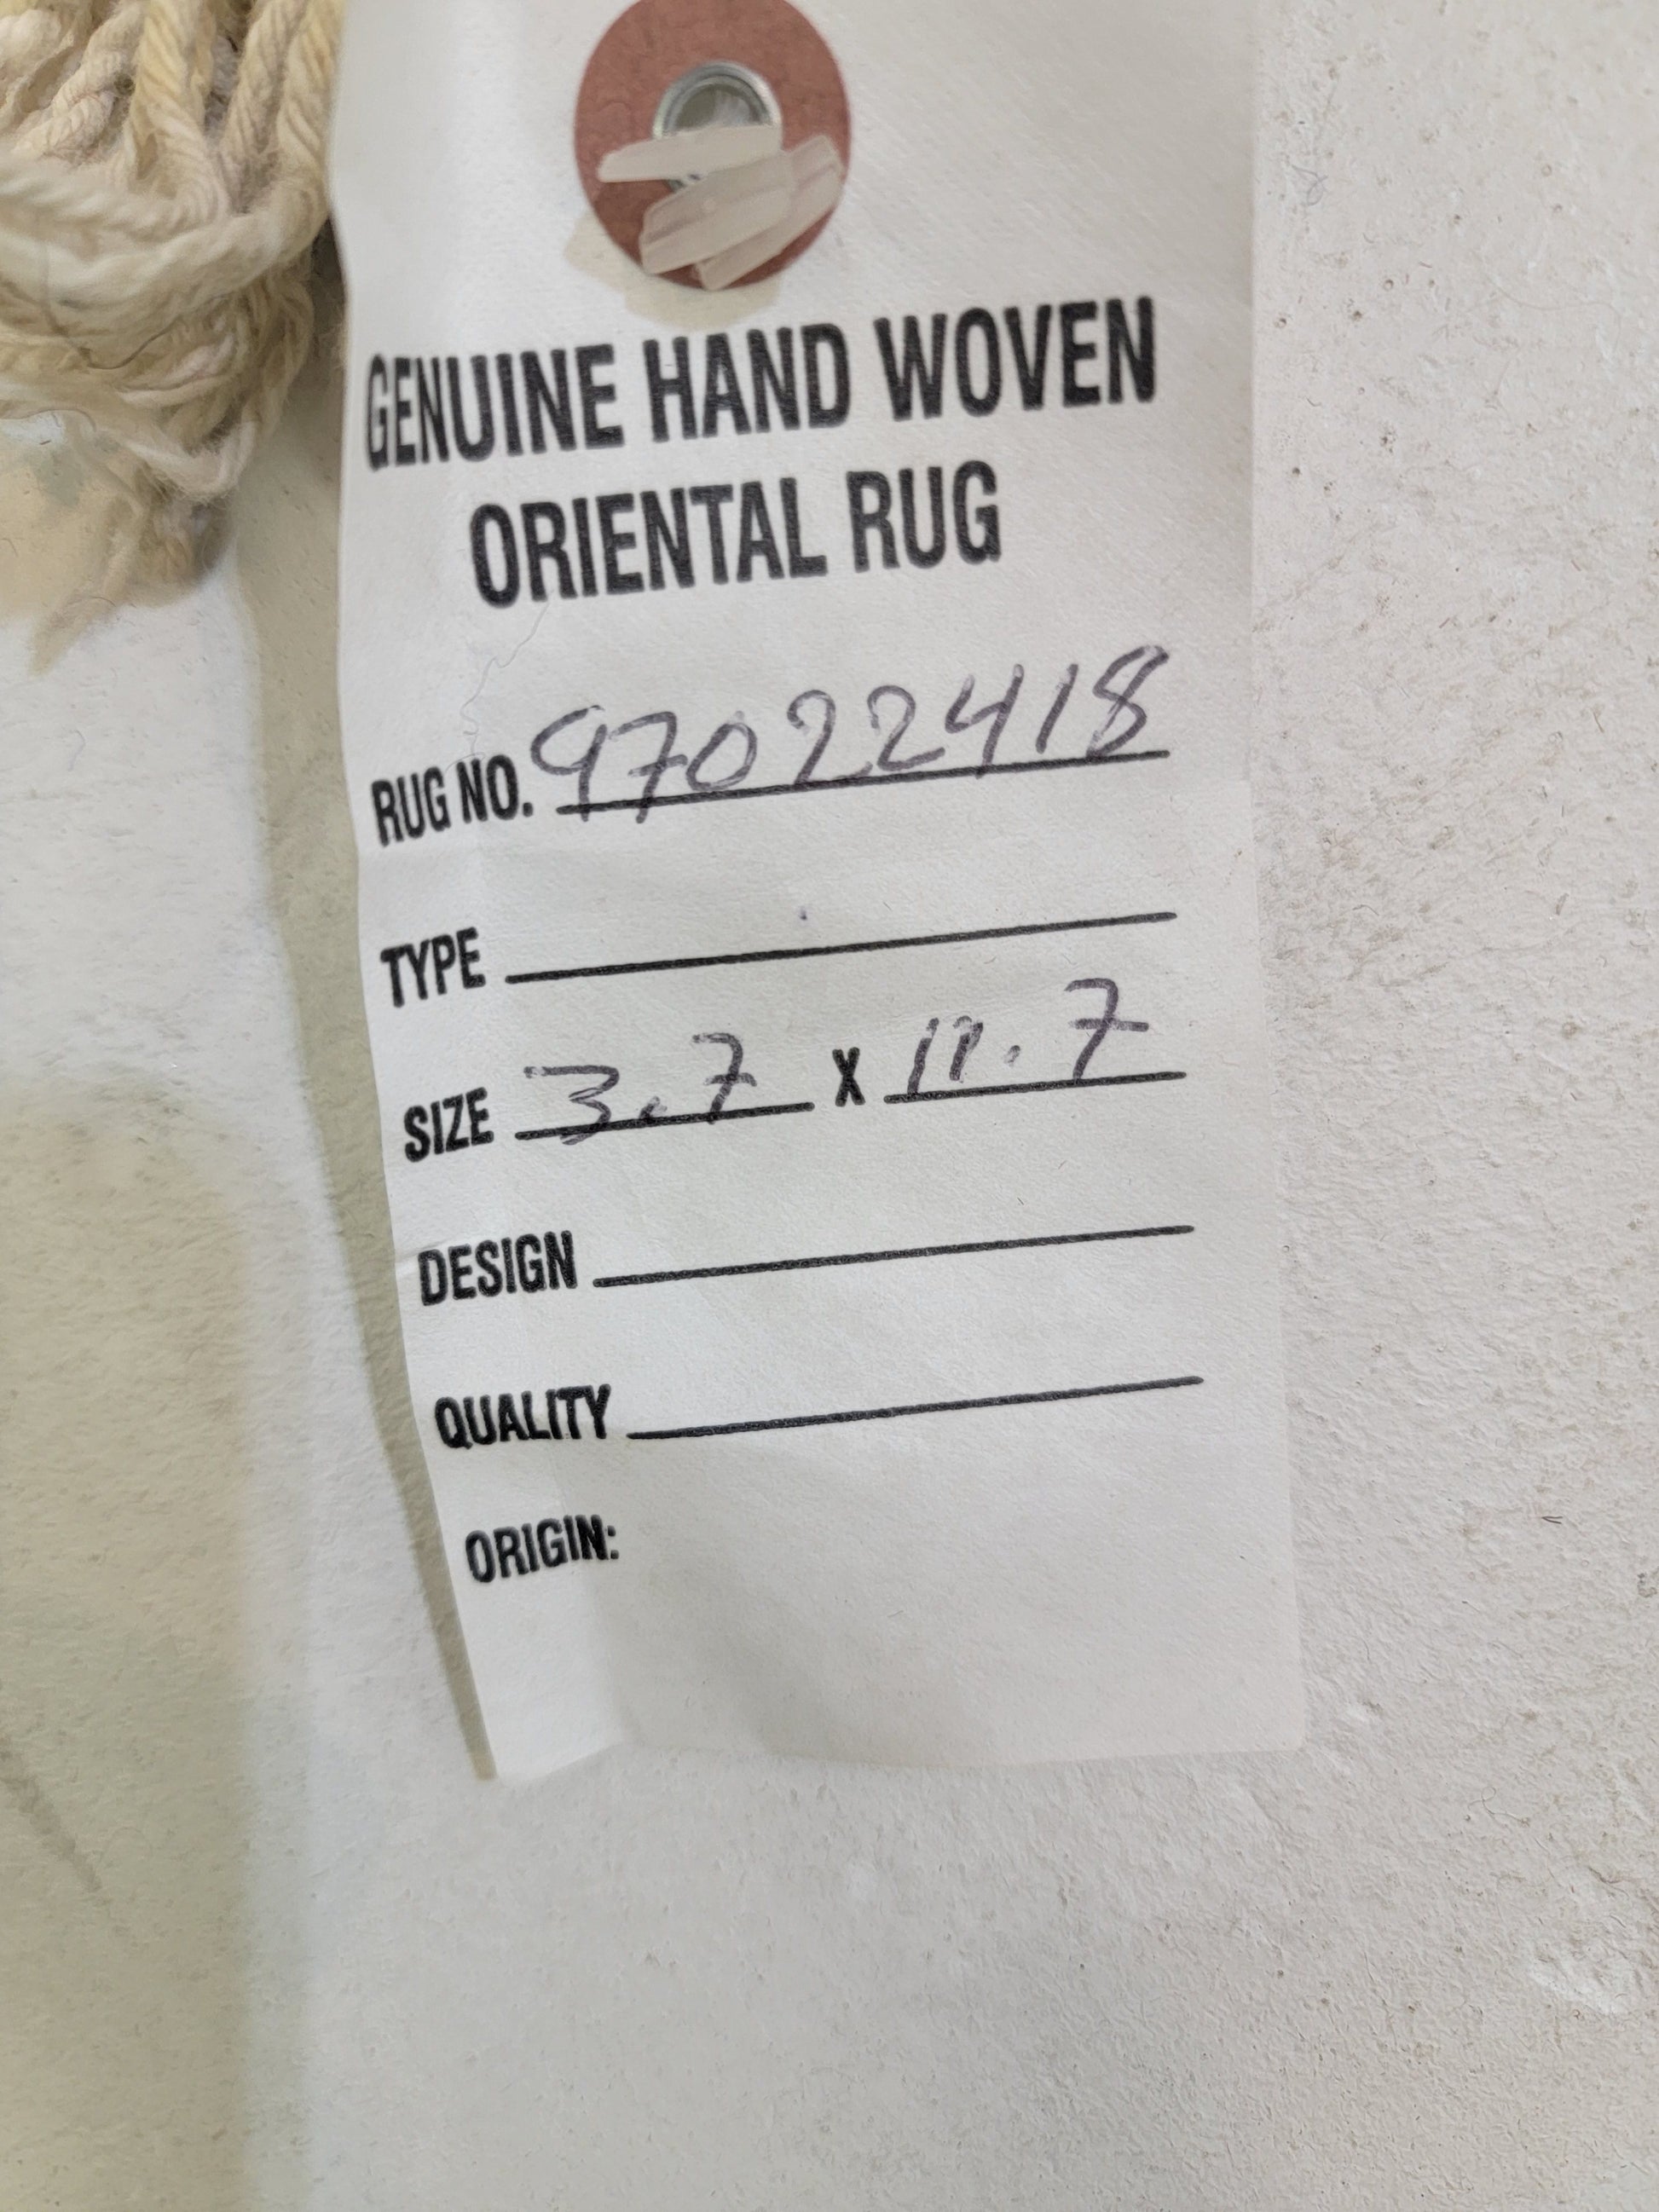 GENUINE HAND WOVEN
ORIENTAL RUG
RUG NO. 97022418
TYPE
SIZE 3.7 X 11.7
DESIGN
QUALITY
ORIGIN: